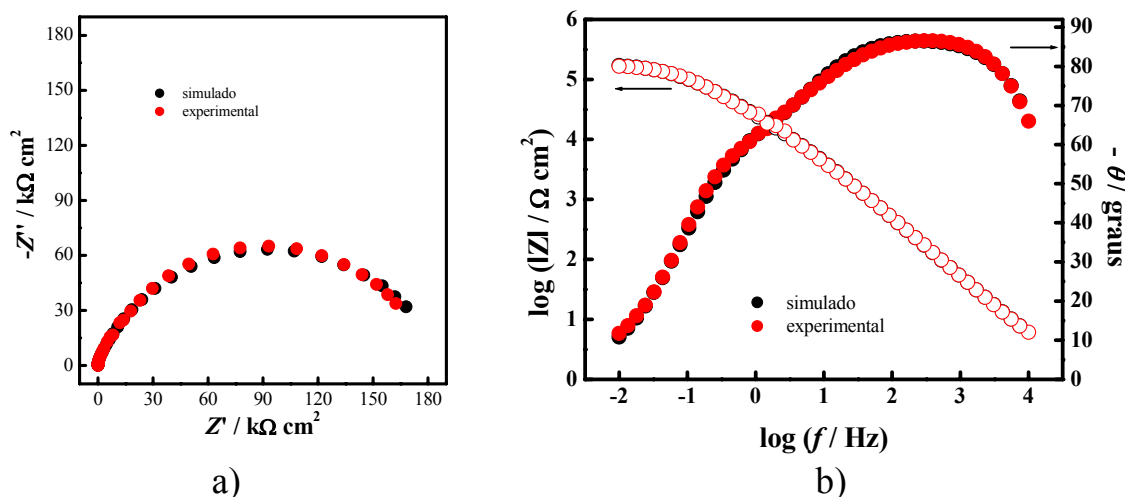 180
150
120
90
60
30
0
-Z'' / kΩ cm²
simulado
experimental
0 30 60 90 120 150 180
Z' / kΩ cm²
a)
6
5
4
3
2
1
0
log (|Z| / Ω cm²)
90
80
70
60
50
40
30
20
10
0
- θ / graus
simulado
experimental
-2 -1 0 1 2 3 4
log (f / Hz)
b)